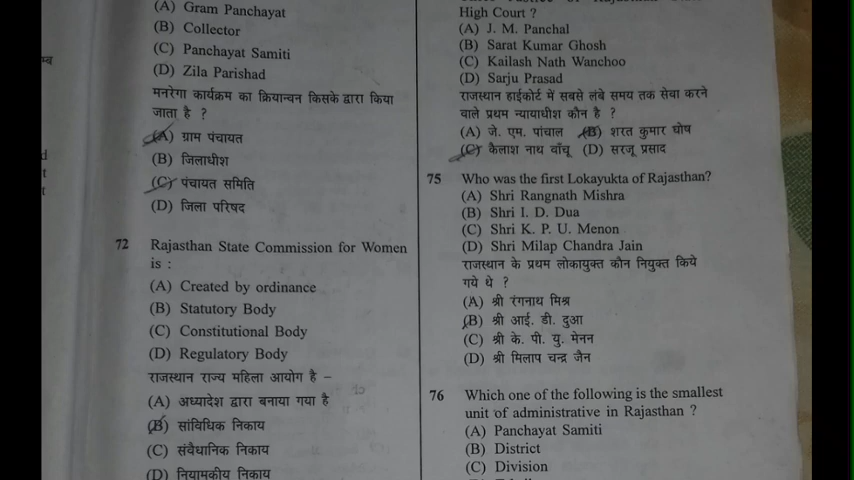 (A) Gram Panchayat
(B) Collector
(C) Panchayat Samiti
(D) Zila Parishad
मनरेगा कार्यक्रम का क्रियान्वन किसके द्वारा किया
जाता है ?
(A) ग्राम पंचायत
(B) जिलाधीश
(C) पंचायत समिति
(D) जिला परिषद
72 Rajasthan State Commission for Women
is :
(A) Created by ordinance
(B) Statutory Body
(C) Constitutional Body
(D) Regulatory Body
राजस्थान राज्य महिला आयोग है –
(A) अध्यादेश द्वारा बनाया गया है
(B) सांविधिक निकाय
(C) संवैधानिक निकाय
(D) नियामकीय निकाय
High Court ?
(A) J. M. Panchal
(B) Sarat Kumar Ghosh
(C) Kailash Nath Wanchoo
(D) Sarju Prasad
राजस्थान हाईकोर्ट में सबसे लंबे समय तक सेवा करने
वाले प्रथम न्यायाधीश कौन है ?
(A) जे. एम. पांचाल (B) शरत कुमार घोष
(C) कैलाश नाथ वाँचू (D) सरजू प्रसाद
75 Who was the first Lokayukta of Rajasthan?
(A) Shri Rangnath Mishra
(B) Shri I. D. Dua
(C) Shri K. P. U. Menon
(D) Shri Milap Chandra Jain
राजस्थान के प्रथम लोकायुक्त कौन नियुक्त किये
गये थे ?
(A) श्री रंगनाथ मिश्र
(B) श्री आई. डी. दुआ
(C) श्री के. पी. यु. मेनन
(D) श्री मिलाप चन्द्र जैन
76 Which one of the following is the smallest
unit of administrative in Rajasthan ?
(A) Panchayat Samiti
(B) District
(C) Division